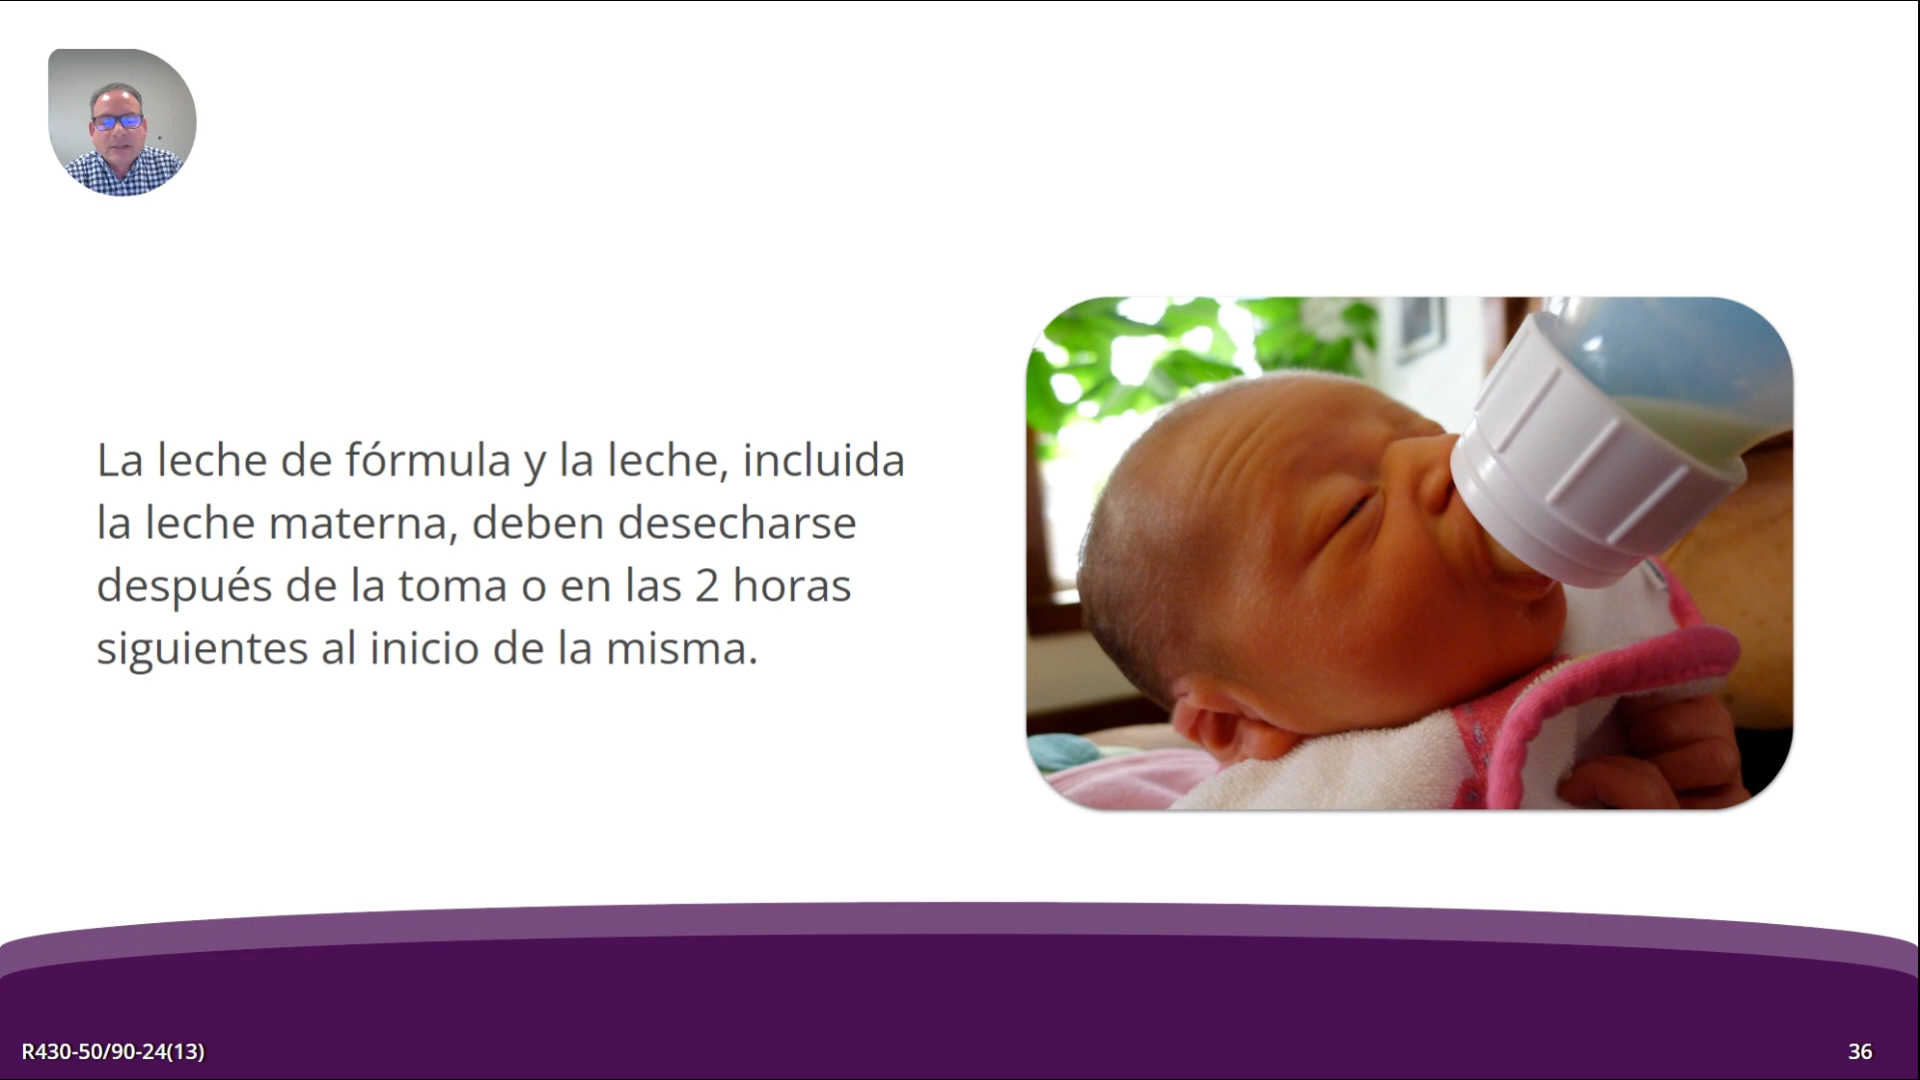 La leche de fórmula y la leche, incluida
la leche materna, deben desecharse
después de la toma o en las 2 horas
siguientes al inicio de la misma.
R430-50/90-24(13)
36